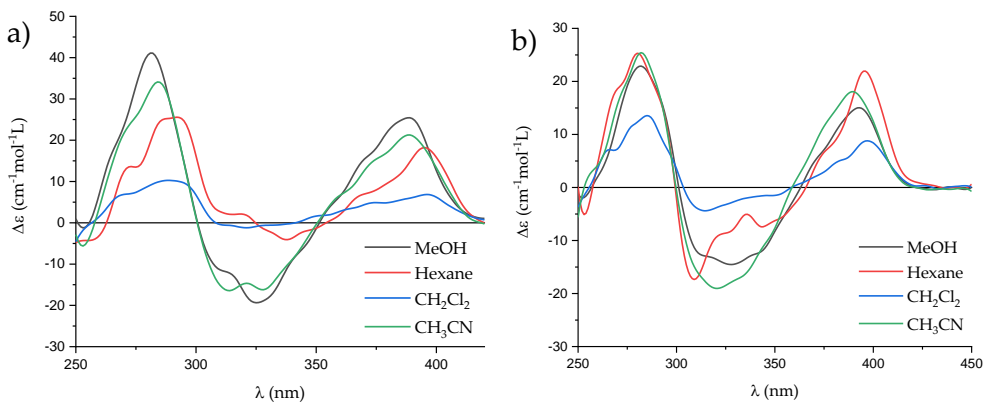 a)
50
40
30
20
10
0
-10
-20
-30
Δε (cm⁻¹mol⁻¹L)
250
300
350
400
λ (nm)
MeOH
Hexane
CH₂Cl₂
CH₃CN
b)
30
20
10
0
-10
-20
-30
Δε (cm⁻¹mol⁻¹L)
250
300
350
400
450
λ (nm)
MeOH
Hexane
CH₂Cl₂
CH₃CN